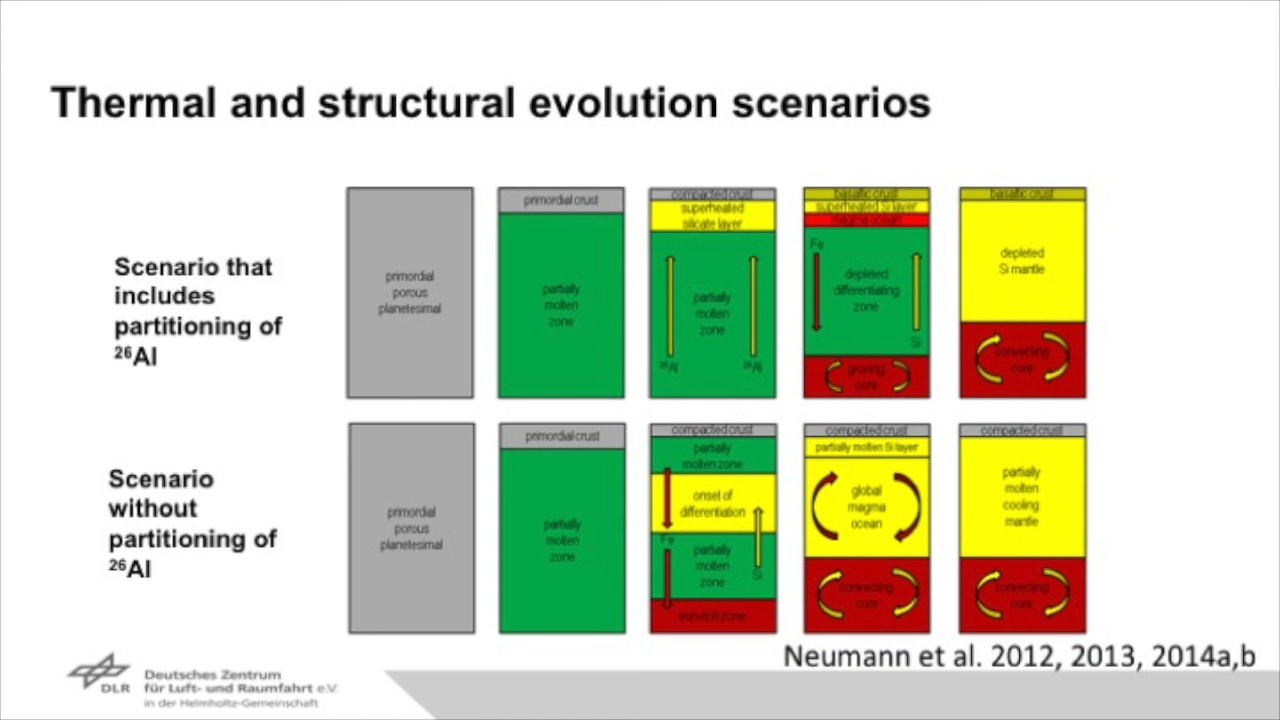 Thermal and structural evolution scenarios
Scenario that
includes
partitioning of
²⁶Al
primordial
porous
planetesimal
primordial crust
partially
molten
zone
compacted crust
superheated
silicate layer
partially
molten
zone
²⁶Al
²⁶Al
basaltic crust
superheated Si layer
magma ocean
Fe
depleted
differentiating
zone
Si
growing
core
basaltic crust
depleted
Si mantle
convecting
core
Scenario
without
partitioning of
²⁶Al
primordial
porous
planetesimal
primordial crust
partially
molten
zone
compacted crust
partially
molten zone
onset of
differentiation
Fe
partially
molten
zone
Si
iron-rich zone
compacted crust
partially molten Si layer
global
magma
ocean
convecting
core
compacted crust
partially
molten
cooling
mantle
convecting
core
Neumann et al. 2012, 2013, 2014a,b
DLR
Deutsches Zentrum
für Luft- und Raumfahrt e.V.
in der Helmholtz-Gemeinschaft